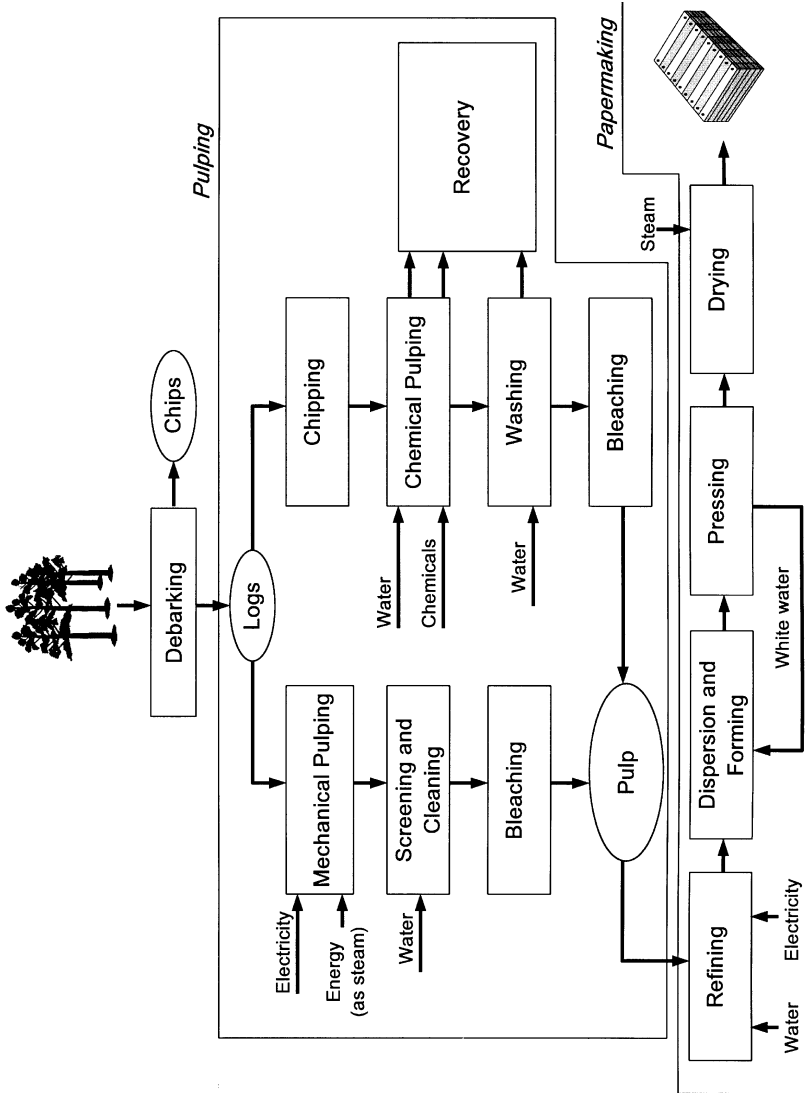 Debarking
Chips
Logs
Pulping
Mechanical Pulping
Electricity
Energy
(as steam)
Screening and
Cleaning
Water
Bleaching
Chipping
Chemical Pulping
Water
Chemicals
Washing
Water
Bleaching
Recovery
Pulp
Papermaking
Refining
Water
Electricity
Dispersion and
Forming
White water
Pressing
Drying
Steam